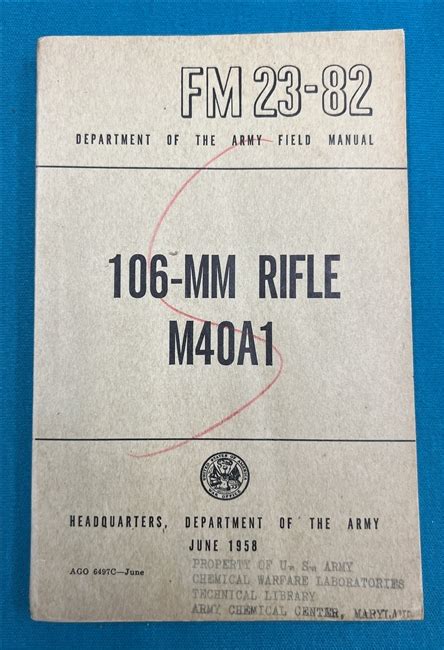 FM 23-82
DEPARTMENT OF THE ARMY FIELD MANUAL
106-MM RIFLE
M40A1
HEADQUARTERS, DEPARTMENT OF THE ARMY
JUNE 1958
AGO 6497C—June
PROPERTY OF U. S. ARMY
CHEMICAL WARFARE LABORATORIES
TECHNICAL LIBRARY
ARMY CHEMICAL CENTER, MARYLAND